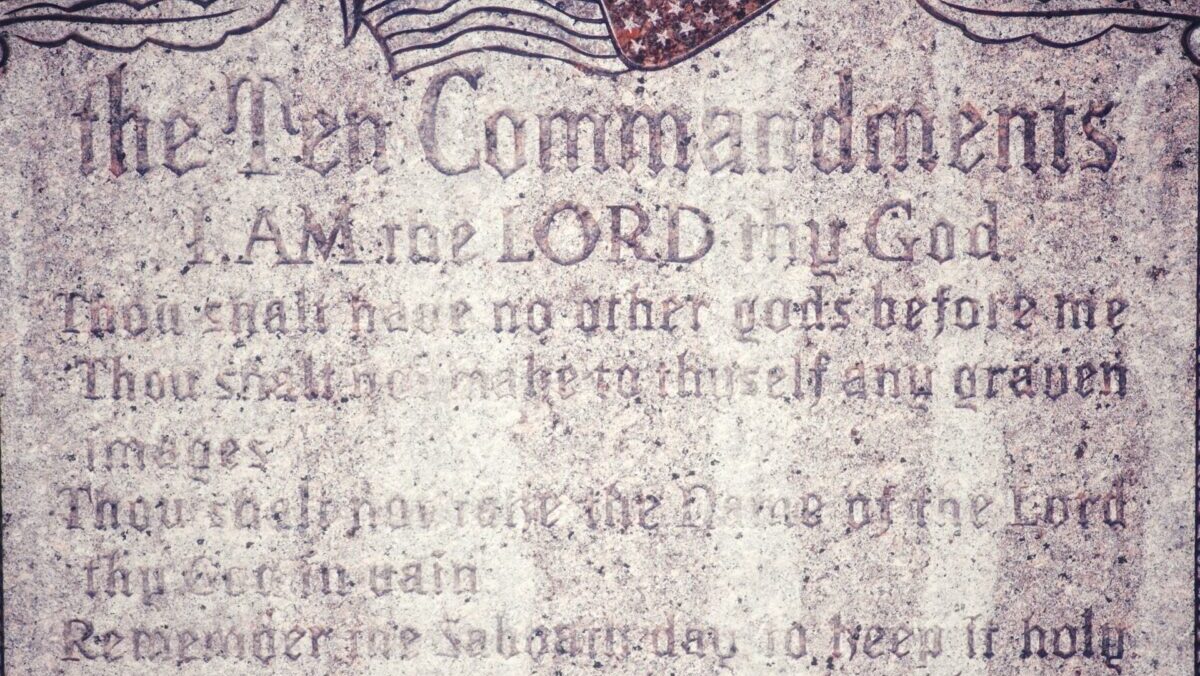 the Ten Commandments
I AM the LORD thy God.
Thou shalt have no other gods before me
Thou shalt not make to thyself any graven
images
Thou shalt not take the Name of the Lord
thy God in vain
Remember the Sabbath day to keep it holy.